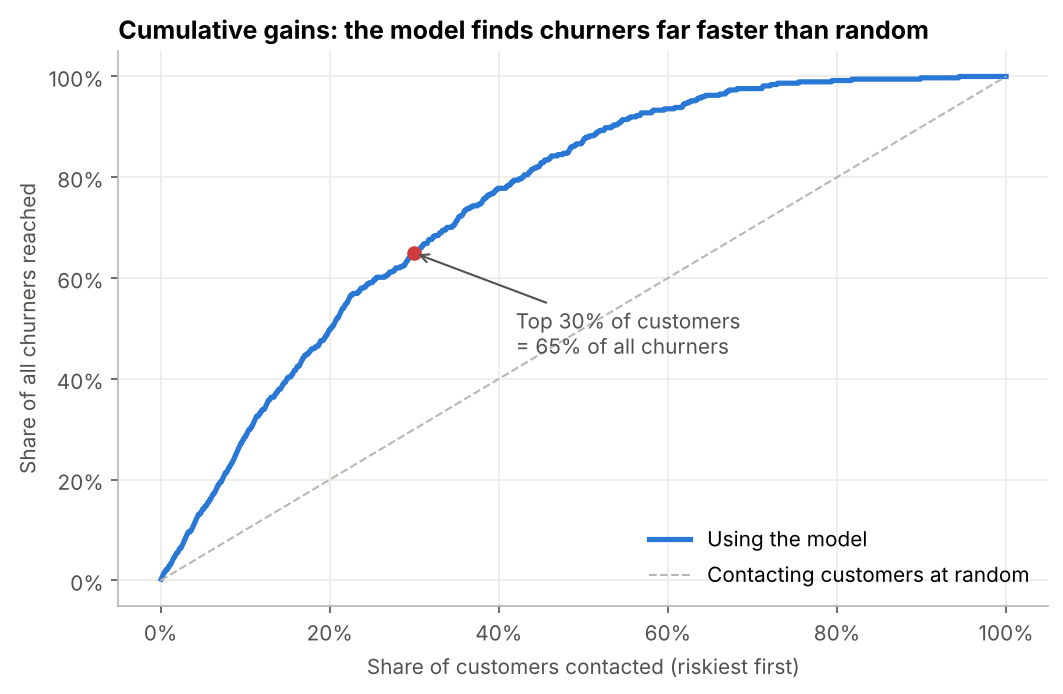 Cumulative gains: the model finds churners far faster than random
Share of all churners reached
100%
80%
60%
40%
20%
0%
Top 30% of customers
= 65% of all churners
Using the model
Contacting customers at random
0%
20%
40%
60%
80%
100%
Share of customers contacted (riskiest first)